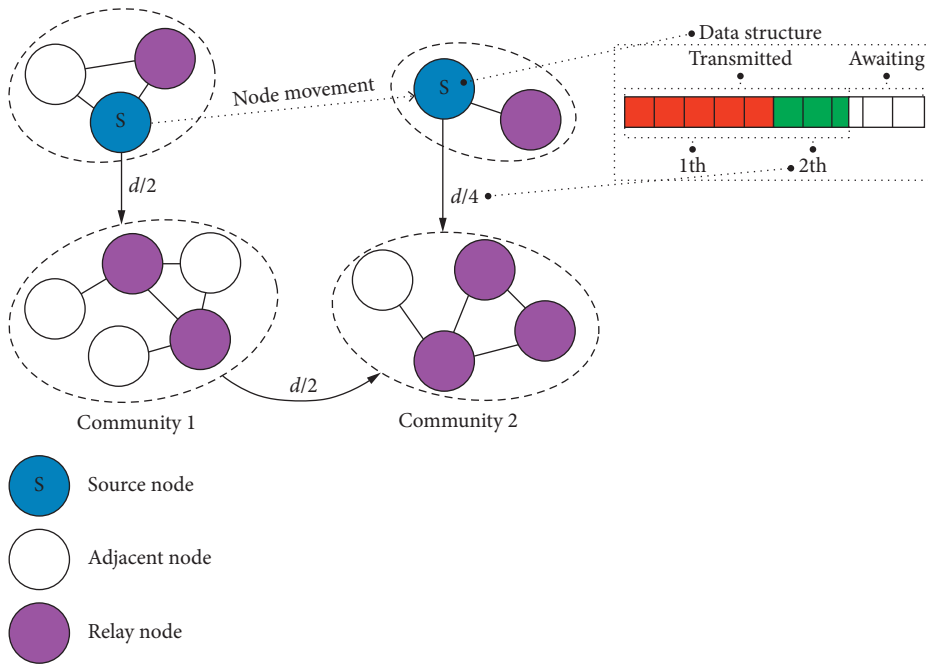 Data structure
Transmitted
Awaiting
S
Node movement
S
1th
2th
d/2
d/4
d/2
Community 1
Community 2
S
Source node
Adjacent node
Relay node